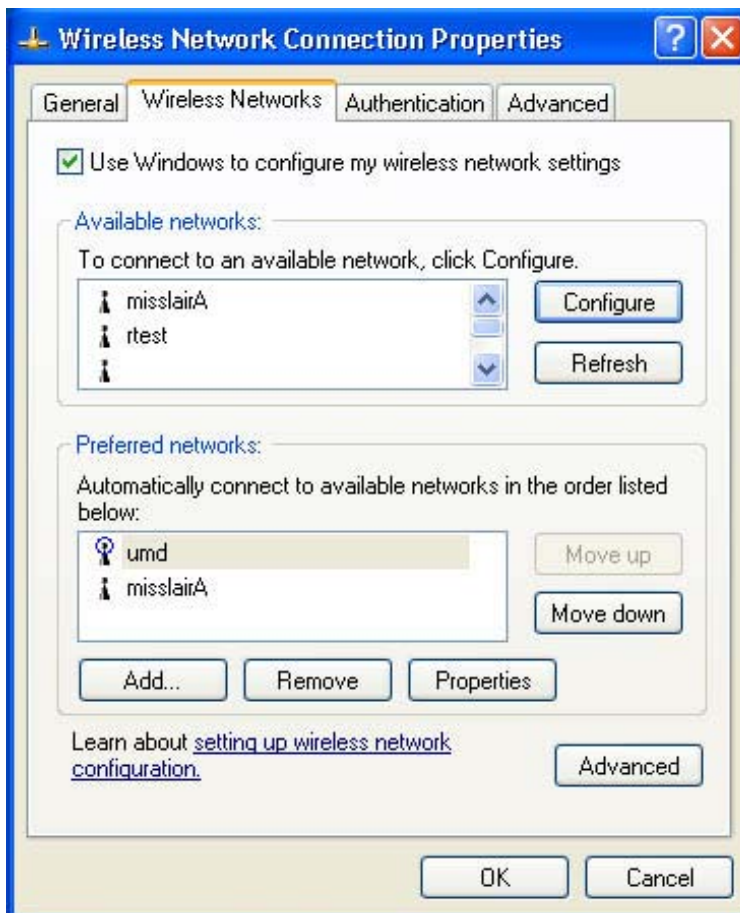 Wireless Network Connection Properties
General Wireless Networks Authentication Advanced
Use Windows to configure my wireless network settings
Available networks:
To connect to an available network, click Configure.
misslairA
rtest
Configure
Refresh
Preferred networks:
Automatically connect to available networks in the order listed
below:
umd
misslairA
Move up
Move down
Add... Remove Properties
Learn about setting up wireless network
configuration.
Advanced
OK Cancel